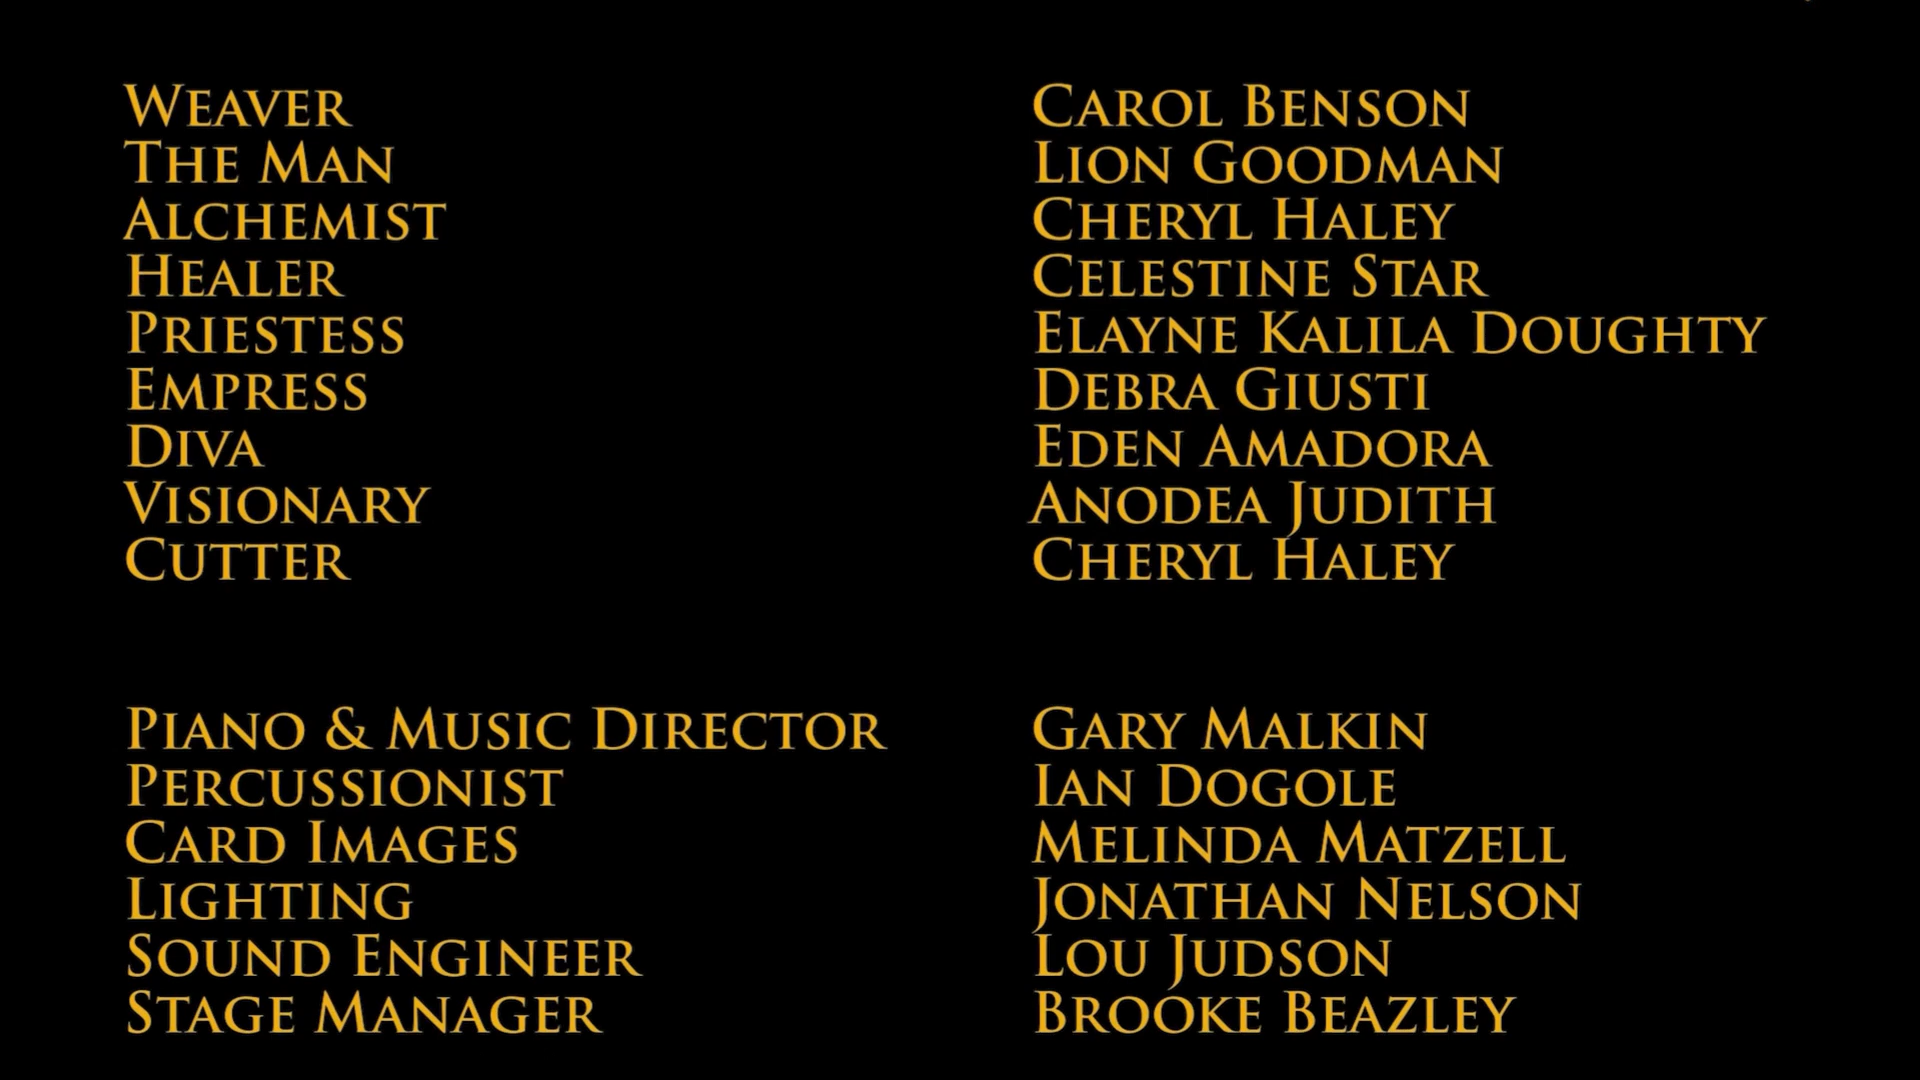 Weaver Carol Benson
The Man Lion Goodman
Alchemist Cheryl Haley
Healer Celestine Star
Priestess Elayne Kalila Doughty
Empress Debra Giusti
Diva Eden Amadora
Visionary Anodea Judith
Cutter Cheryl Haley
Piano & Music Director Gary Malkin
Percussionist Ian Dogole
Card Images Melinda Matzell
Lighting Jonathan Nelson
Sound Engineer Lou Judson
Stage Manager Brooke Beazley